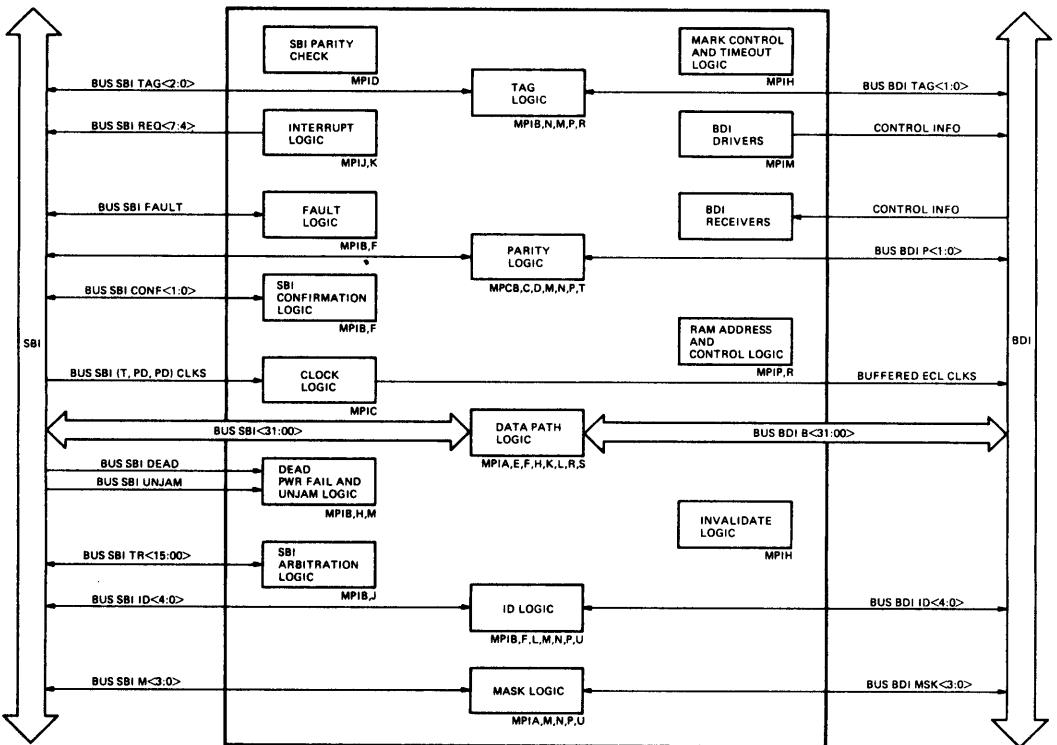 SBI PARITY
CHECK
MPID
MARK CONTROL
AND TIMEOUT
LOGIC
MPIH
BUS SBI TAG<2:0>
TAG
LOGIC
MPIB,N,M,P,R
BUS BDI TAG<1:0>
BUS SBI REQ<7:4>
INTERRUPT
LOGIC
MPIJ,K
BDI
DRIVERS
MPIM
CONTROL INFO
BUS SBI FAULT
FAULT
LOGIC
MPIB,F
BDI
RECEIVERS
CONTROL INFO
PARITY
LOGIC
MPCB,C,D,M,N,P,T
BUS BDI P<1:0>
BUS SBI CONF<1:0>
SBI
CONFIRMATION
LOGIC
MPIB,F
RAM ADDRESS
AND
CONTROL LOGIC
MPIP,R
SBI
BDI
BUS SBI (T, PD, PD) CLKS
CLOCK
LOGIC
MPIC
BUFFERED ECL CLKS
BUS SBI<31:00>
DATA PATH
LOGIC
MPIA,E,F,H,K,L,R,S
BUS BDI B<31:00>
BUS SBI DEAD
BUS SBI UNJAM
DEAD
PWR FAIL AND
UNJAM LOGIC
MPIB,H,M
INVALIDATE
LOGIC
MPIH
BUS SBI TR<15:00>
SBI
ARBITRATION
LOGIC
MPIB,J
BUS SBI ID<4:0>
ID LOGIC
MPIB,F,L,M,N,P,U
BUS BDI ID<4:0>
BUS SBI M<3:0>
MASK LOGIC
MPIA,M,N,P,U
BUS BDI MSK<3:0>